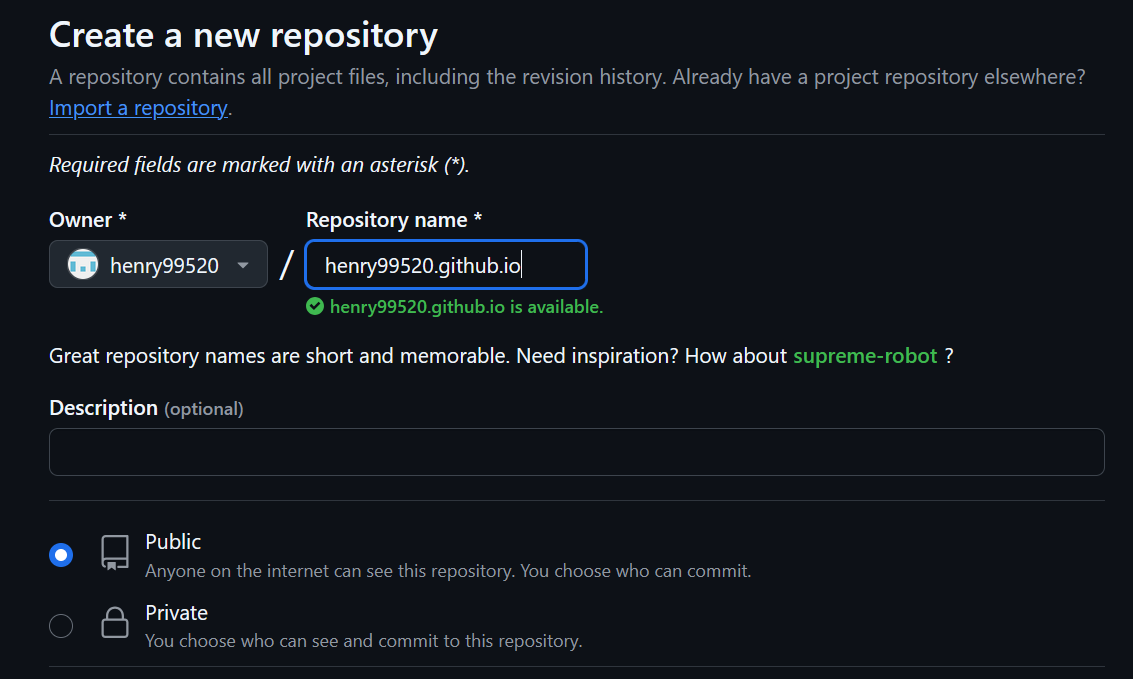 Create a new repository
A repository contains all project files, including the revision history. Already have a project repository elsewhere?
Import a repository.
Required fields are marked with an asterisk (*).
Owner * Repository name *
henry99520 / henry99520.github.io
henry99520.github.io is available.
Great repository names are short and memorable. Need inspiration? How about supreme-robot ?
Description (optional)
Public
Anyone on the internet can see this repository. You choose who can commit.
Private
You choose who can see and commit to this repository.